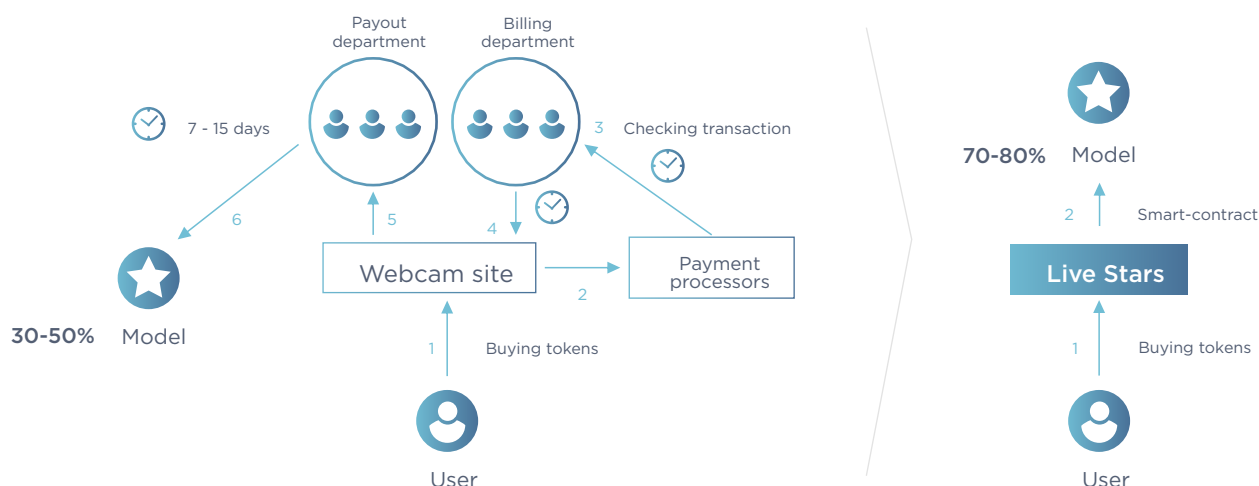 Payout
department
Billing
department
7 - 15 days
3
Checking transaction
6
5
4
Webcam site
2
Payment
processors
30-50%
Model
1
Buying tokens
User
70-80%
Model
2
Smart-contract
Live Stars
1
Buying tokens
User